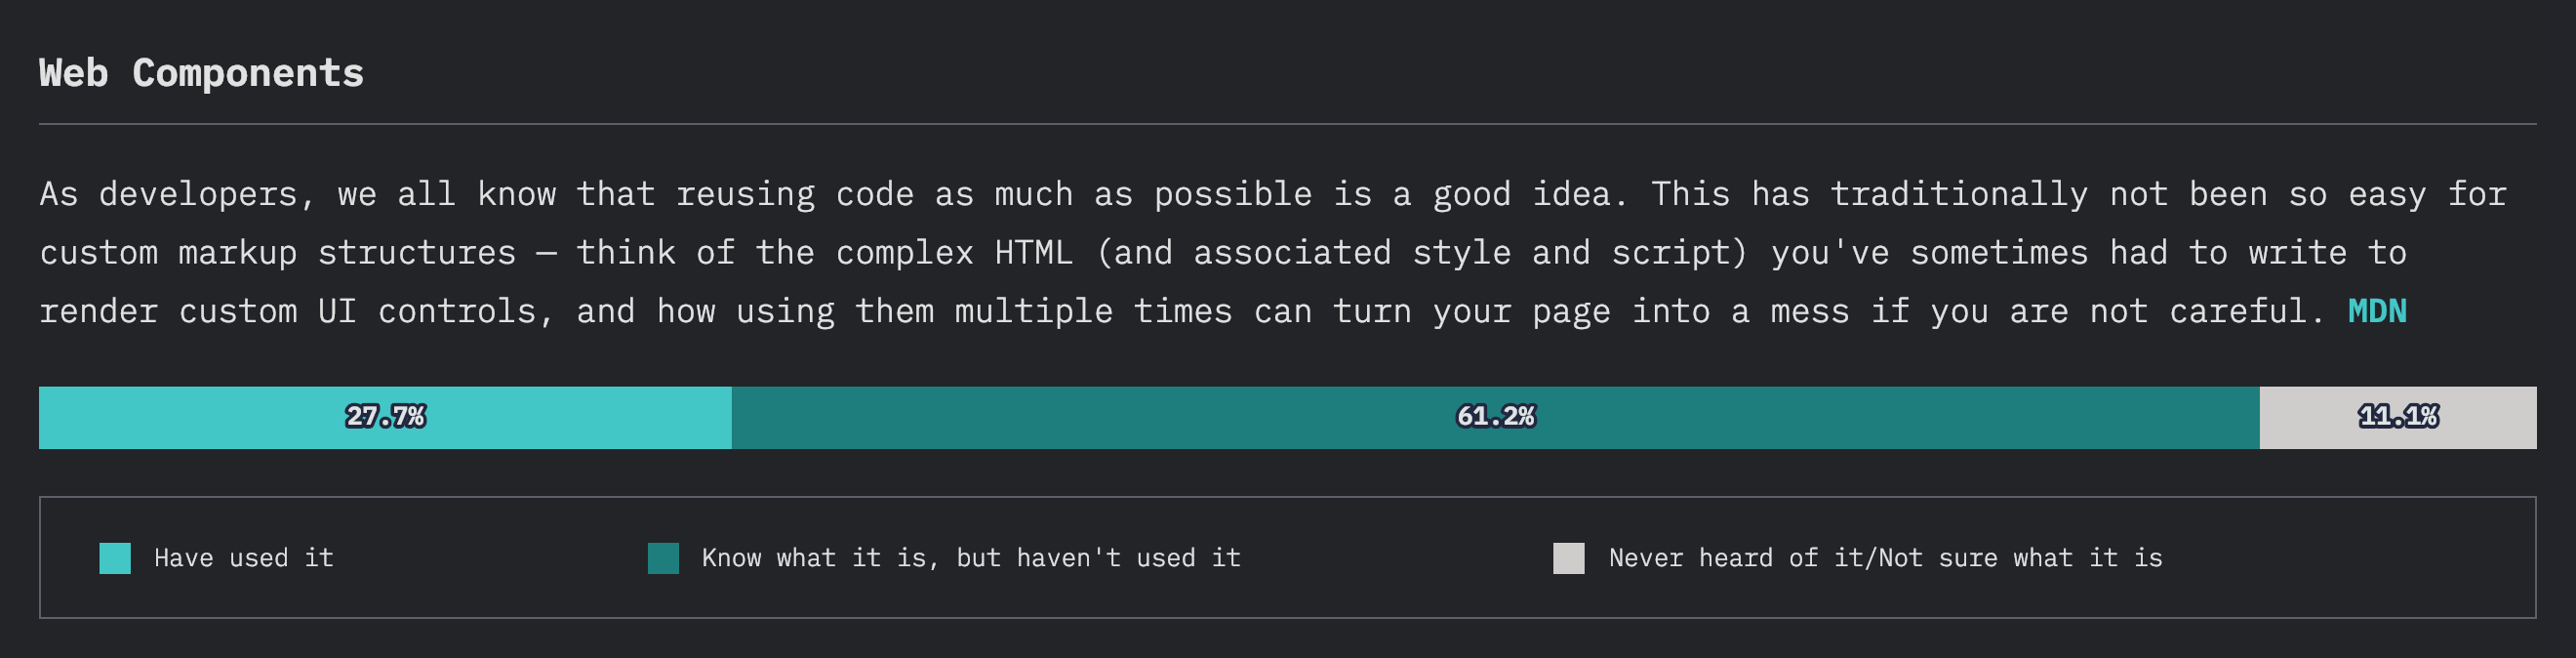 Web Components
As developers, we all know that reusing code as much as possible is a good idea. This has traditionally not been so easy for
custom markup structures — think of the complex HTML (and associated style and script) you've sometimes had to write to
render custom UI controls, and how using them multiple times can turn your page into a mess if you are not careful. MDN
27.7% 61.2% 11.1%
Have used it Know what it is, but haven't used it Never heard of it/Not sure what it is